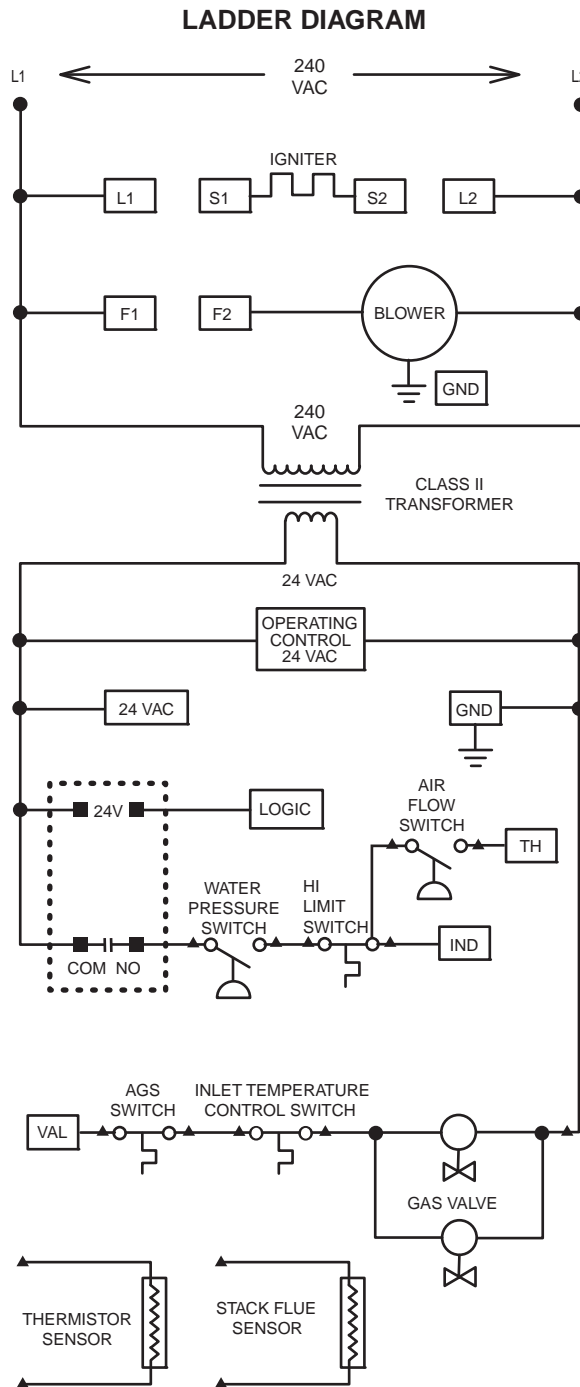 LADDER DIAGRAM
L1
240
VAC
IGNITER
L1
S1
S2
L2
F1
F2
BLOWER
GND
240
VAC
CLASS II
TRANSFORMER
24 VAC
OPERATING
CONTROL
24 VAC
24 VAC
GND
24V
LOGIC
AIR
FLOW
SWITCH
TH
WATER
PRESSURE
SWITCH
HI
LIMIT
SWITCH
IND
COM NO
AGS
SWITCH
INLET TEMPERATURE
CONTROL SWITCH
VAL
GAS VALVE
THERMISTOR
SENSOR
STACK FLUE
SENSOR